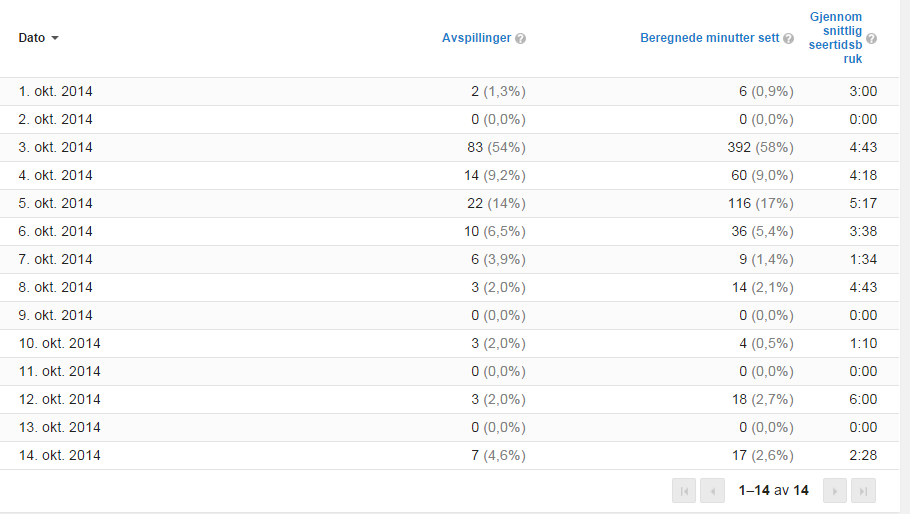 Dato Avspillinger ? Beregnede minutter sett ? Gjennom
snittlig
seertidsb
ruk ?
1. okt. 2014 2 (1,3%) 6 (0,9%) 3:00
2. okt. 2014 0 (0,0%) 0 (0,0%) 0:00
3. okt. 2014 83 (54%) 392 (58%) 4:43
4. okt. 2014 14 (9,2%) 60 (9,0%) 4:18
5. okt. 2014 22 (14%) 116 (17%) 5:17
6. okt. 2014 10 (6,5%) 36 (5,4%) 3:38
7. okt. 2014 6 (3,9%) 9 (1,4%) 1:34
8. okt. 2014 3 (2,0%) 14 (2,1%) 4:43
9. okt. 2014 0 (0,0%) 0 (0,0%) 0:00
10. okt. 2014 3 (2,0%) 4 (0,5%) 1:10
11. okt. 2014 0 (0,0%) 0 (0,0%) 0:00
12. okt. 2014 3 (2,0%) 18 (2,7%) 6:00
13. okt. 2014 0 (0,0%) 0 (0,0%) 0:00
14. okt. 2014 7 (4,6%) 17 (2,6%) 2:28
1–14 av 14